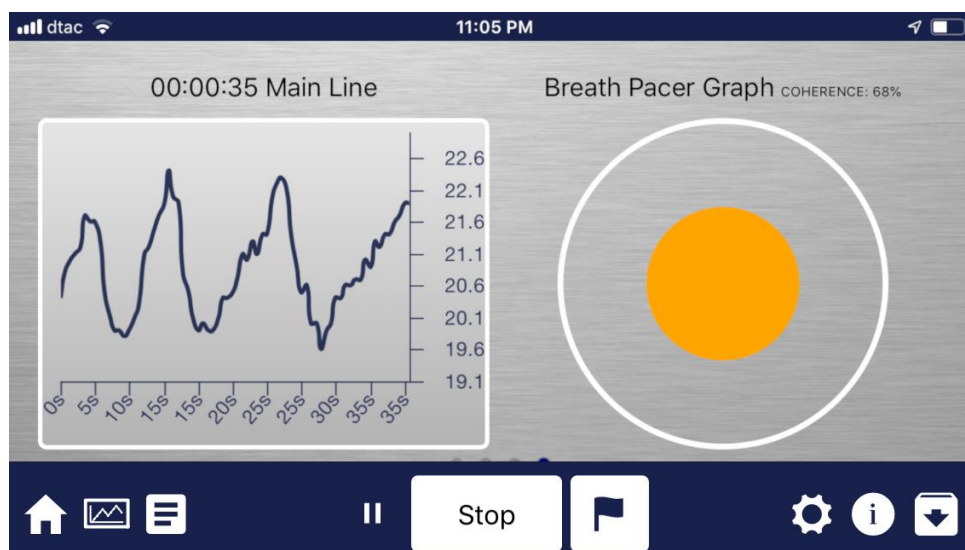 dtac
11:05 PM
00:00:35 Main Line
Breath Pacer Graph COHERENCE: 68%
22.6
22.1
21.6
21.1
20.6
20.1
19.6
19.1
0s 5s 10s 15s 15s 20s 25s 25s 30s 35s 35s
Stop
i